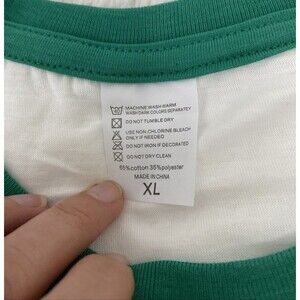 MACHINE WASH WARM
WASH DARK COLORS SEPARATELY
DO NOT TUMBLE DRY
USE NON-CHLORINE BLEACH
ONLY IF NEEDED
DO NOT IRON IF DECORATED
DO NOT DRY CLEAN
65%cotton 35%polyester
MADE IN CHINA
XL